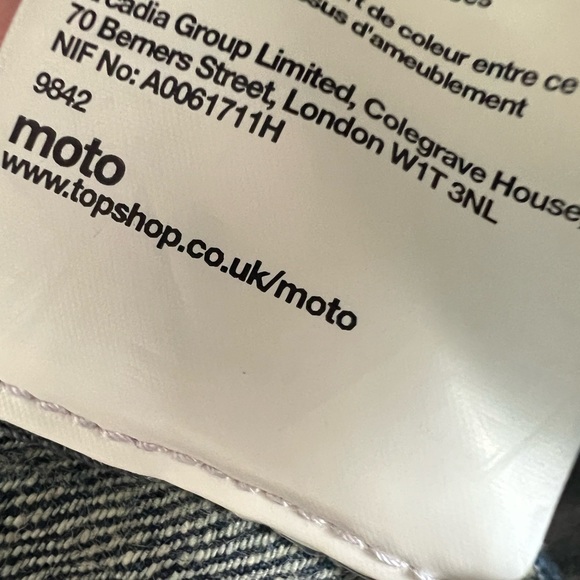 t de coleur entre ce
ssus d'ameublement
cadia Group Limited, Colegrave House,
70 Berners Street, London W1T 3NL
NIF No: A0061711H
9842
moto
www.topshop.co.uk/moto